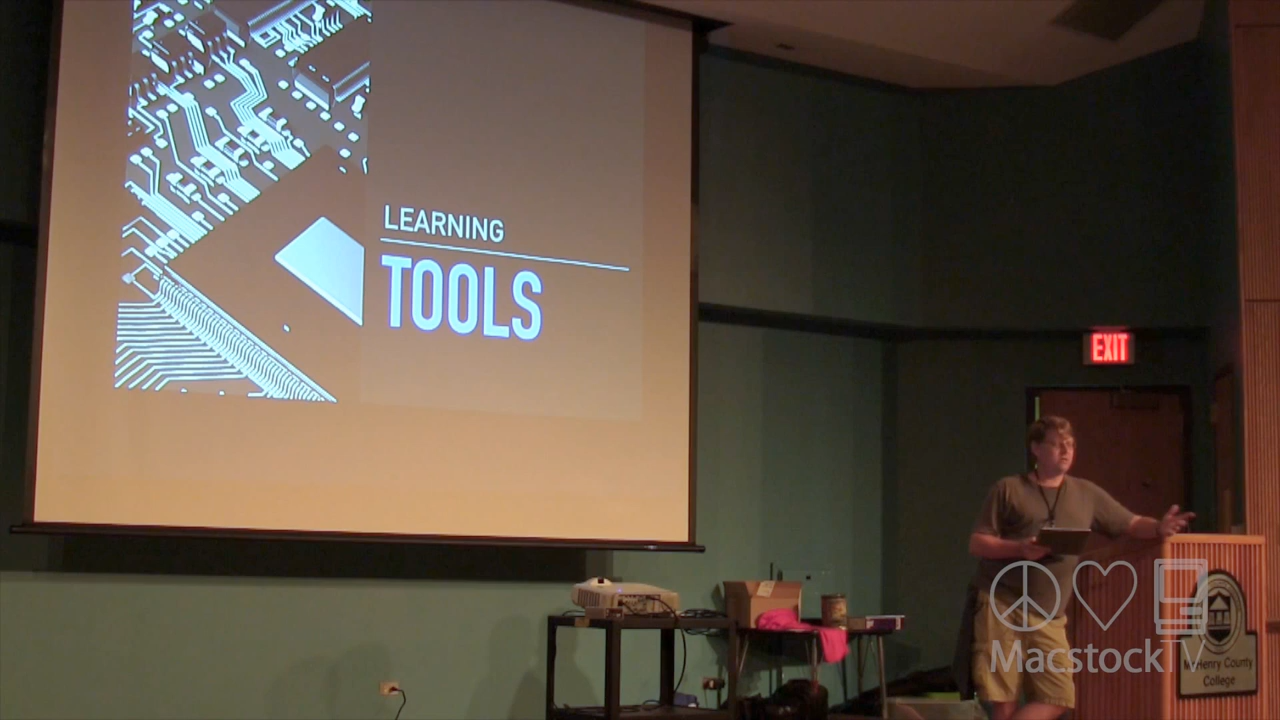 LEARNING
TOOLS
EXIT
MacstockTV
McHenry County
College